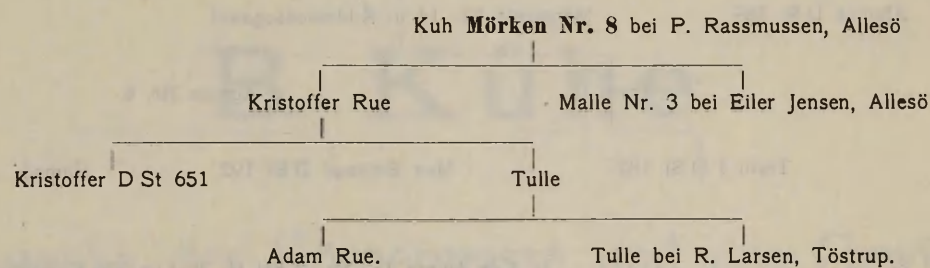 Kuh Mörken Nr. 8 bei P. Rassmussen, Allesö
Kristoffer Rue Malle Nr. 3 bei Eiler Jensen, Allesö
Kristoffer D St 651 Tulle
Adam Rue. Tulle bei R. Larsen, Töstrup.